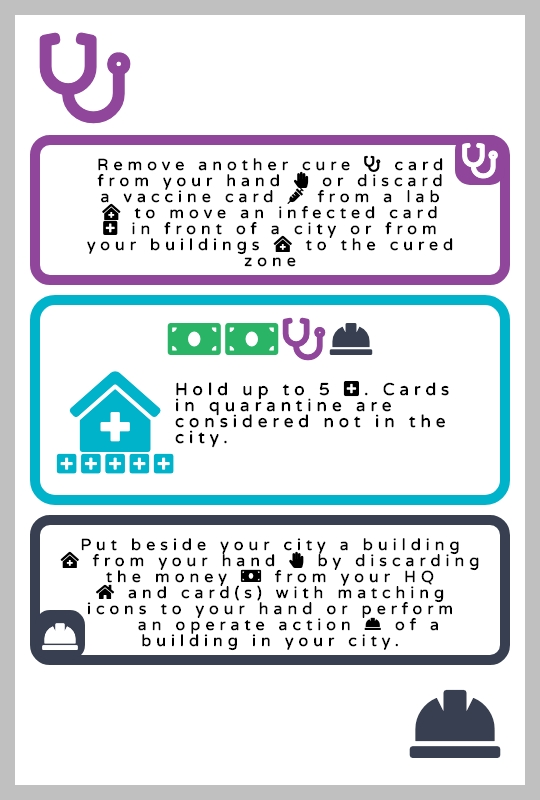 Remove another cure card
from your hand or discard
a vaccine card from a lab
to move an infected card
in front of a city or from
your buildings to the cured
zone
Hold up to 5 . Cards
in quarantine are
considered not in the
city.
Put beside your city a building
from your hand by discarding
the money from your HQ
and card(s) with matching
icons to your hand or perform
an operate action of a
building in your city.